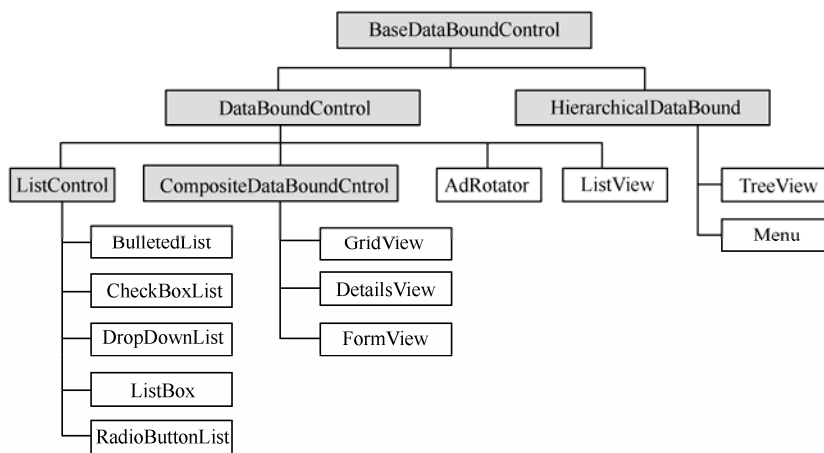 BaseDataBoundControl
DataBoundControl
HierarchicalDataBound
ListControl
CompositeDataBoundCntrol
AdRotator
ListView
TreeView
Menu
BulletedList
CheckBoxList
DropDownList
ListBox
RadioButtonList
GridView
DetailsView
FormView